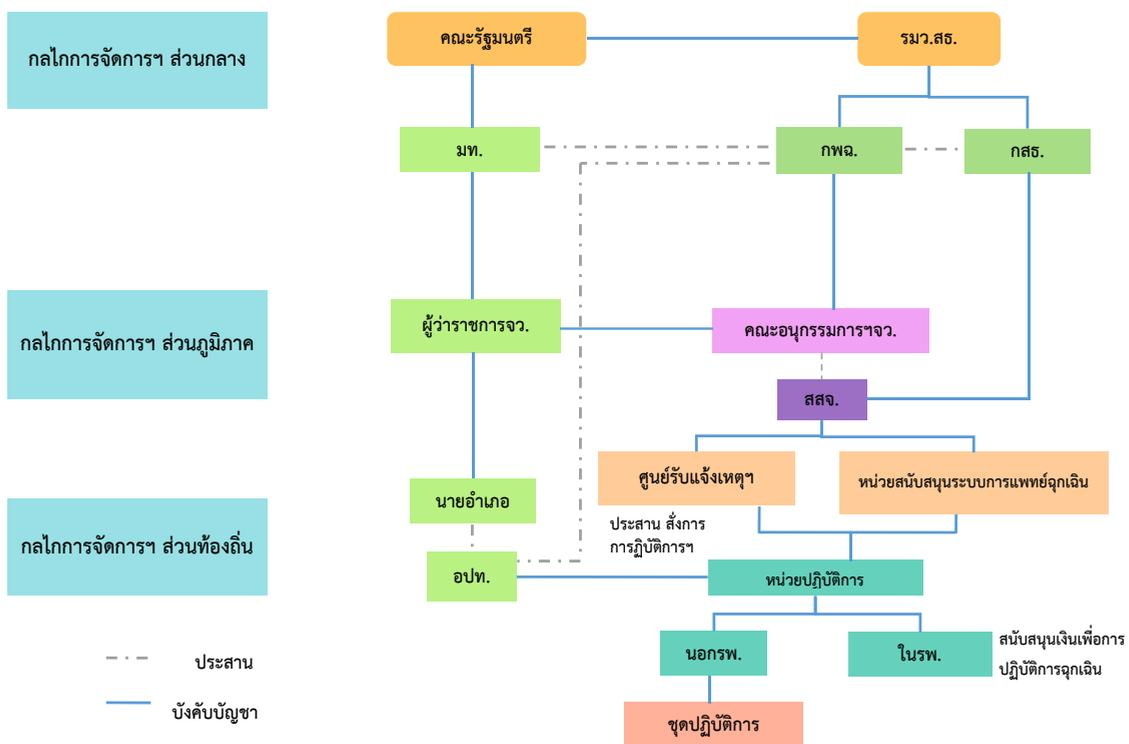 กลไกการจัดการฯ ส่วนกลาง
คณะรัฐมนตรี
รมว.สธ.
มท.
กพฉ.
กสธ.
กลไกการจัดการฯ ส่วนภูมิภาค
ผู้ว่าราชการจว.
คณะอนุกรรมการฯจว.
สสจ.
ศูนย์รับแจ้งเหตุฯ
หน่วยสนับสนุนระบบการแพทย์ฉุกเฉิน
กลไกการจัดการฯ ส่วนท้องถิ่น
นายอำเภอ
ประสาน สั่งการ
การฏิบัติการฯ
อปท.
หน่วยปฏิบัติการ
นอกรพ.
ในรพ.
สนับสนุนเงินเพื่อการ
ปฏิบัติการฉุกเฉิน
ชุดปฏิบัติการ
ประสาน
บังคับบัญชา